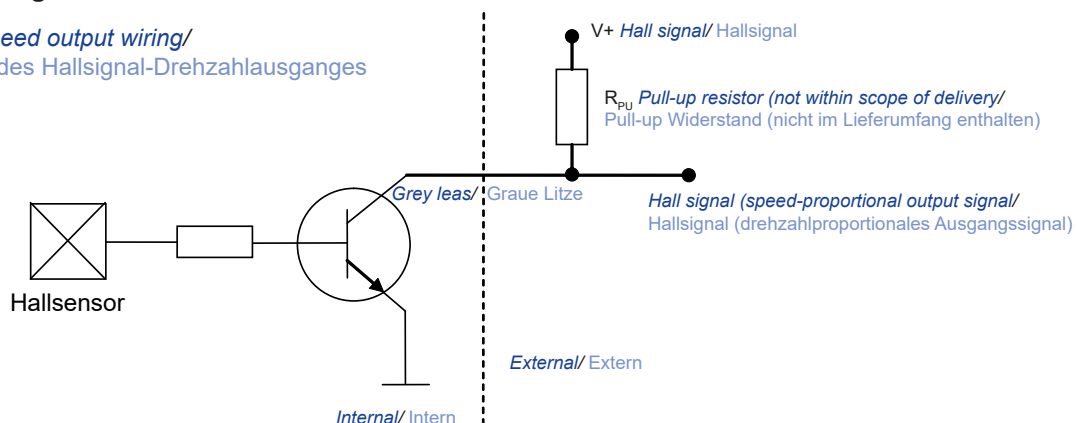 eed output wiring/
des Hallsignal-Drehzahlausganges
V+ Hall signal/ Hallsignal
RPU Pull-up resistor (not within scope of delivery/
Pull-up Widerstand (nicht im Lieferumfang enthalten)
Grey leas/ Graue Litze
Hall signal (speed-proportional output signal/
Hallsignal (drehzahlproportionales Ausgangssignal)
Hallsensor
External/ Extern
Internal/ Intern